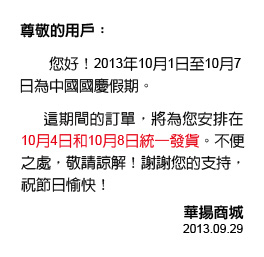 尊敬的用戶：
您好！2013年10月1日至10月7
日為中國國慶假期。
這期間的訂單，將為您安排在
10月4日和10月8日統一發貨。不便
之處，敬請諒解！謝謝您的支持，
祝節日愉快！
華揚商城
2013.09.29